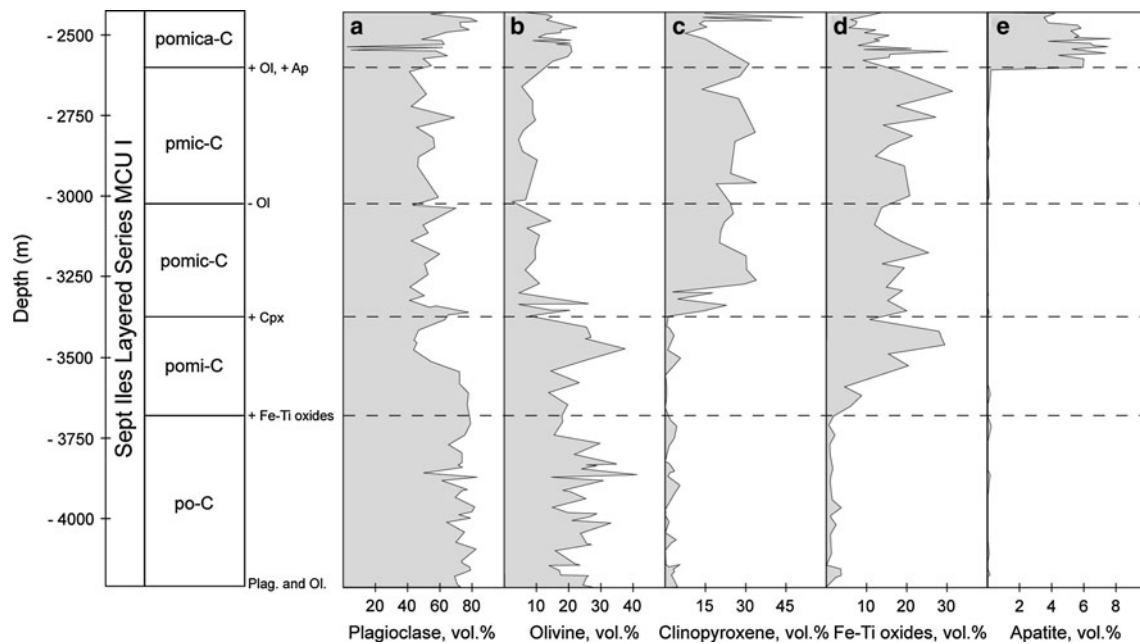 a
b
c
d
e
- 2500
- 2750
- 3000
- 3250
- 3500
- 3750
- 4000
Depth (m)
Sept Iles Layered Series MCU I
pomica-C
pmic-C
pomic-C
pomi-C
po-C
+ Ol, + Ap
- Ol
+ Cpx
+ Fe-Ti oxides
Plag. and Ol.
20 40 60 80
10 20 30 40
15 30 45
10 20 30
2 4 6 8
Plagioclase, vol.%
Olivine, vol.%
Clinopyroxene, vol.%
Fe-Ti oxides, vol.%
Apatite, vol.%